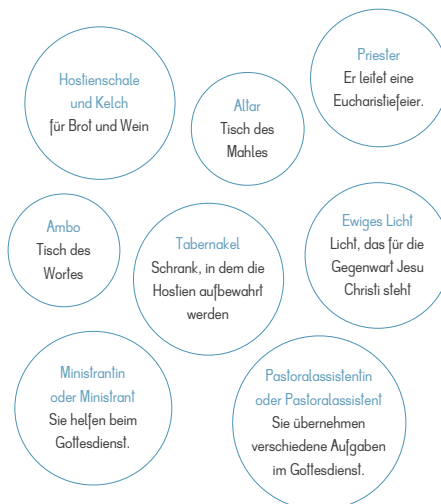 Hostienschale
und Kelch
für Brot und Wein
Altar
Tisch des
Mahles
Priester
Er leitet eine
Eucharistiefeier.
Ambo
Tisch des
Wortes
Tabernakel
Schrank, in dem die
Hostien aufbewahrt
werden
Ewiges Licht
Licht, das für die
Gegenwart Jesu
Christi steht
Ministrantin
oder Ministrant
Sie helfen beim
Gottesdienst.
Pastoralassistentin
oder Pastoralassistent
Sie übernehmen
verschiedene Aufgaben
im Gottesdienst.